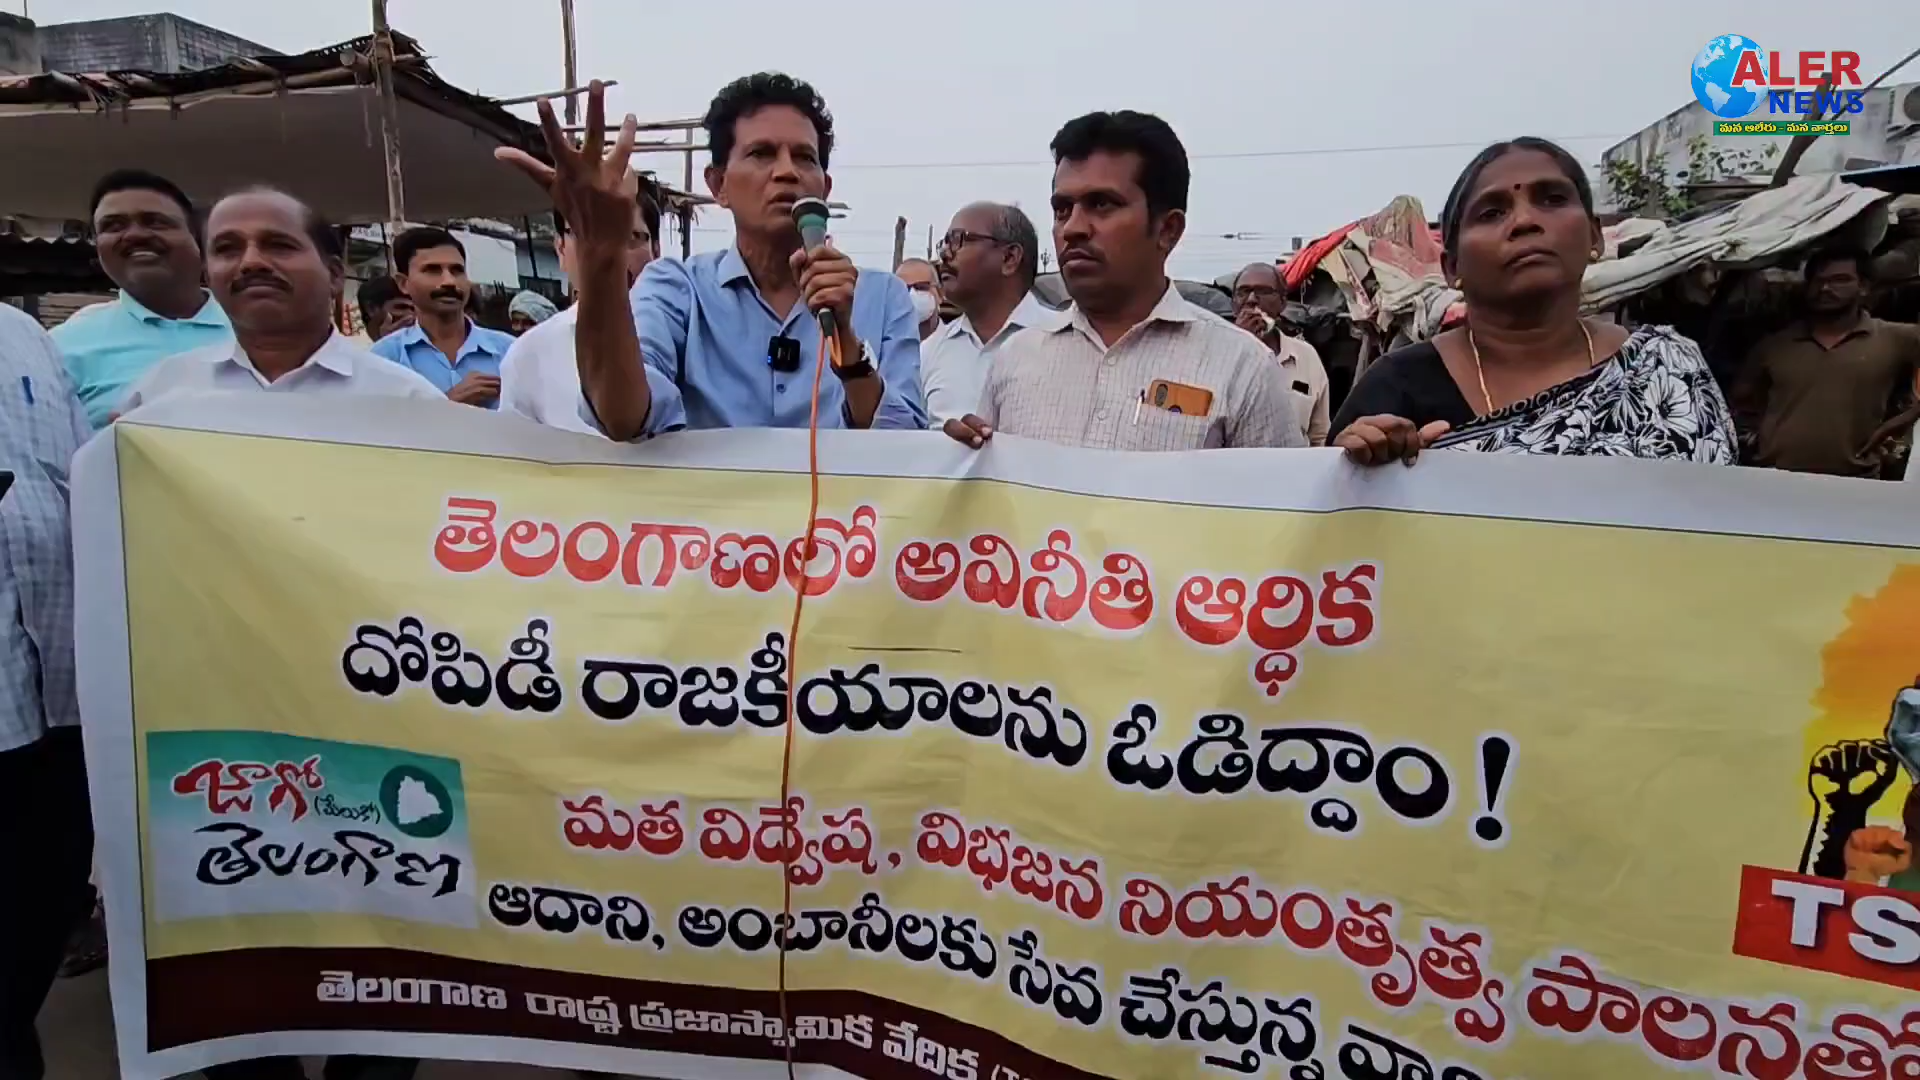 ALER
NEWS
మన ఆలేరు - మన వార్తలు
తెలంగాణలో అవినీతి ఆర్ధిక
దోపిడీ రాజకీయాలను ఓడిద్దాం !
జాగో
(మేలుకో)
తెలంగాణ
మత విద్వేష, విభజన నియంతృత్వ పాలనతో
ఆదాని, అంబానీలకు సేవ చేస్తున్న
TS
తెలంగాణ రాష్ట్ర ప్రజాస్వామిక వేదిక